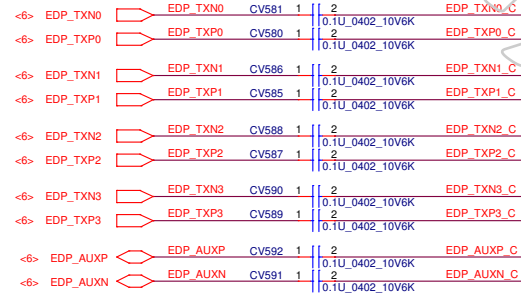 <6> EDP_TXN0 EDP_TXN0 CV581 1 2 EDP_TXN0_C
0.1U_0402_10V6K
<6> EDP_TXP0 EDP_TXP0 CV580 1 2 EDP_TXP0_C
0.1U_0402_10V6K
<6> EDP_TXN1 EDP_TXN1 CV586 1 2 EDP_TXN1_C
0.1U_0402_10V6K
<6> EDP_TXP1 EDP_TXP1 CV585 1 2 EDP_TXP1_C
0.1U_0402_10V6K
<6> EDP_TXN2 EDP_TXN2 CV588 1 2 EDP_TXN2_C
0.1U_0402_10V6K
<6> EDP_TXP2 EDP_TXP2 CV587 1 2 EDP_TXP2_C
0.1U_0402_10V6K
<6> EDP_TXN3 EDP_TXN3 CV590 1 2 EDP_TXN3_C
0.1U_0402_10V6K
<6> EDP_TXP3 EDP_TXP3 CV589 1 2 EDP_TXP3_C
0.1U_0402_10V6K
<6> EDP_AUXP EDP_AUXP CV592 1 2 EDP_AUXP_C
0.1U_0402_10V6K
<6> EDP_AUXN EDP_AUXN CV591 1 2 EDP_AUXN_C
0.1U_0402_10V6K